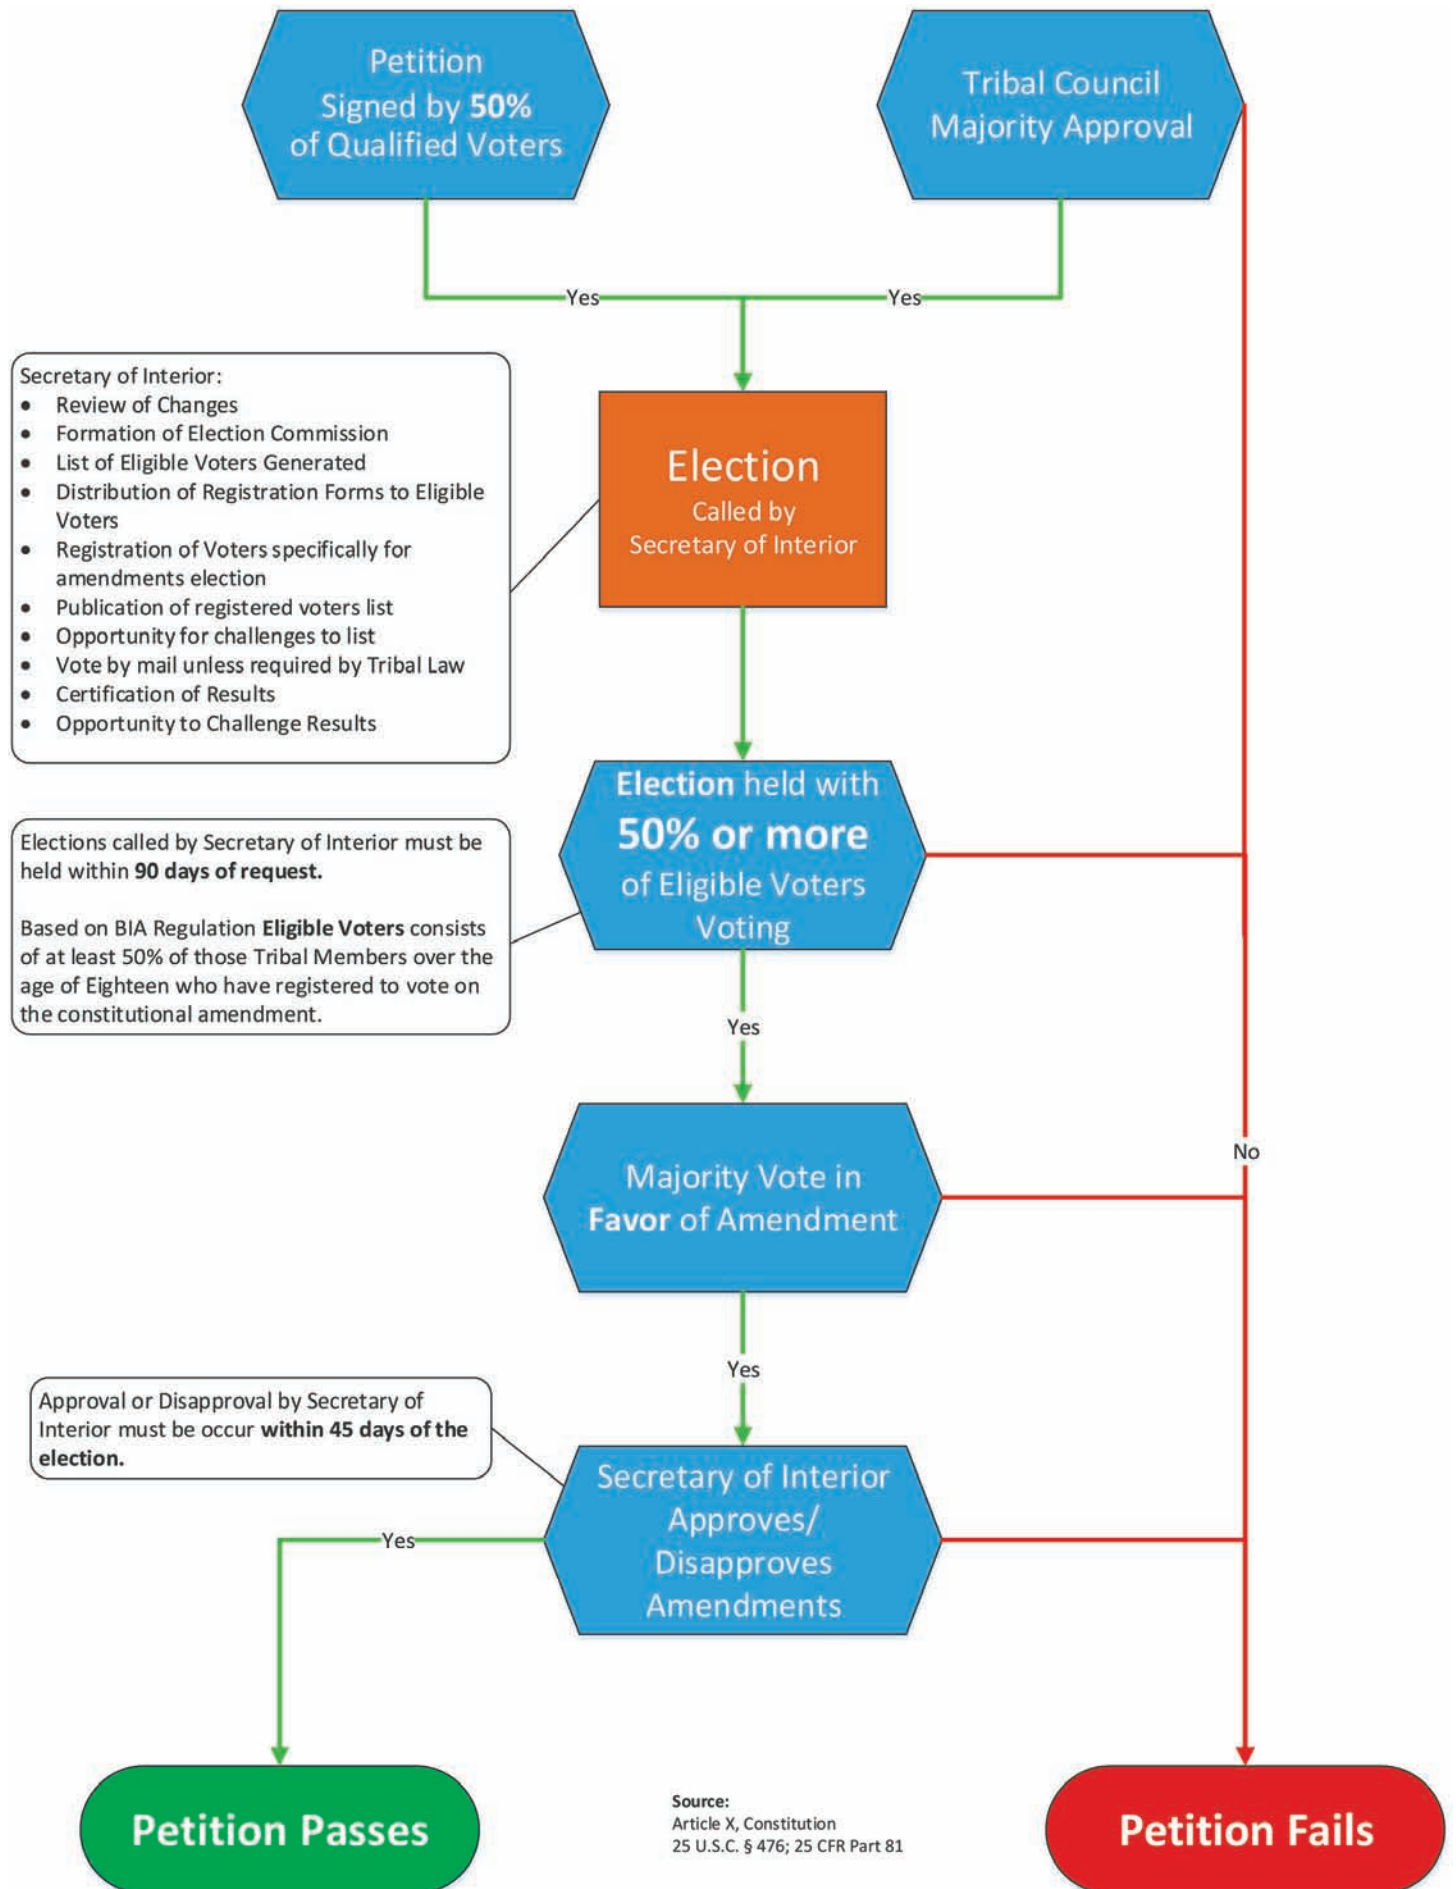 Petition
Signed by 50%
of Qualified Voters
Tribal Council
Majority Approval
Yes
Yes
Secretary of Interior:
• Review of Changes
• Formation of Election Commission
• List of Eligible Voters Generated
• Distribution of Registration Forms to Eligible
Voters
• Registration of Voters specifically for
amendments election
• Publication of registered voters list
• Opportunity for challenges to list
• Vote by mail unless required by Tribal Law
• Certification of Results
• Opportunity to Challenge Results
Election
Called by
Secretary of Interior
Election held with
50% or more
of Eligible Voters
Voting
Elections called by Secretary of Interior must be
held within 90 days of request.
Based on BIA Regulation Eligible Voters consists
of at least 50% of those Tribal Members over the
age of Eighteen who have registered to vote on
the constitutional amendment.
Yes
Majority Vote in
Favor of Amendment
No
Yes
Approval or Disapproval by Secretary of
Interior must be occur within 45 days of the
election.
Secretary of Interior
Approves/
Disapproves
Amendments
Yes
Petition Passes
Source:
Article X, Constitution
25 U.S.C. § 476; 25 CFR Part 81
Petition Fails